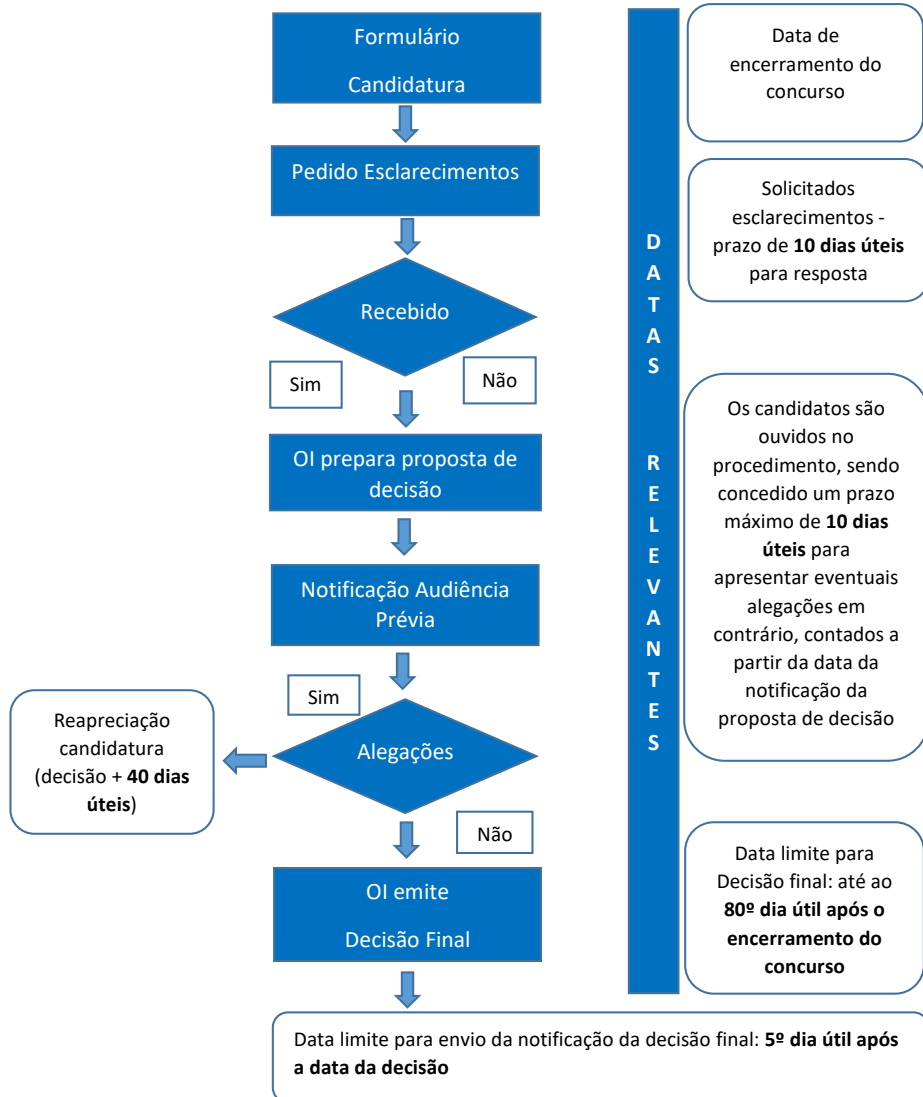 Formulário
Candidatura
Pedido Esclarecimentos
Recebido
Sim
Não
OI prepara proposta de
decisão
Notificação Audiência
Prévia
Sim
Alegações
Reapreciação
candidatura
(decisão + 40 dias
úteis)
Não
OI emite
Decisão Final
DATAS RELEVANTES
Data de
encerramento do
concurso
Solicitados
esclarecimentos -
prazo de 10 dias úteis
para resposta
Os candidatos são
ouvidos no
procedimento, sendo
concedido um prazo
máximo de 10 dias
úteis para
apresentar eventuais
alegações em
contrário, contados a
partir da data da
notificação da
proposta de decisão
Data limite para
Decisão final: até ao
80º dia útil após o
encerramento do
concurso
Data limite para envio da notificação da decisão final: 5º dia útil após
a data da decisão